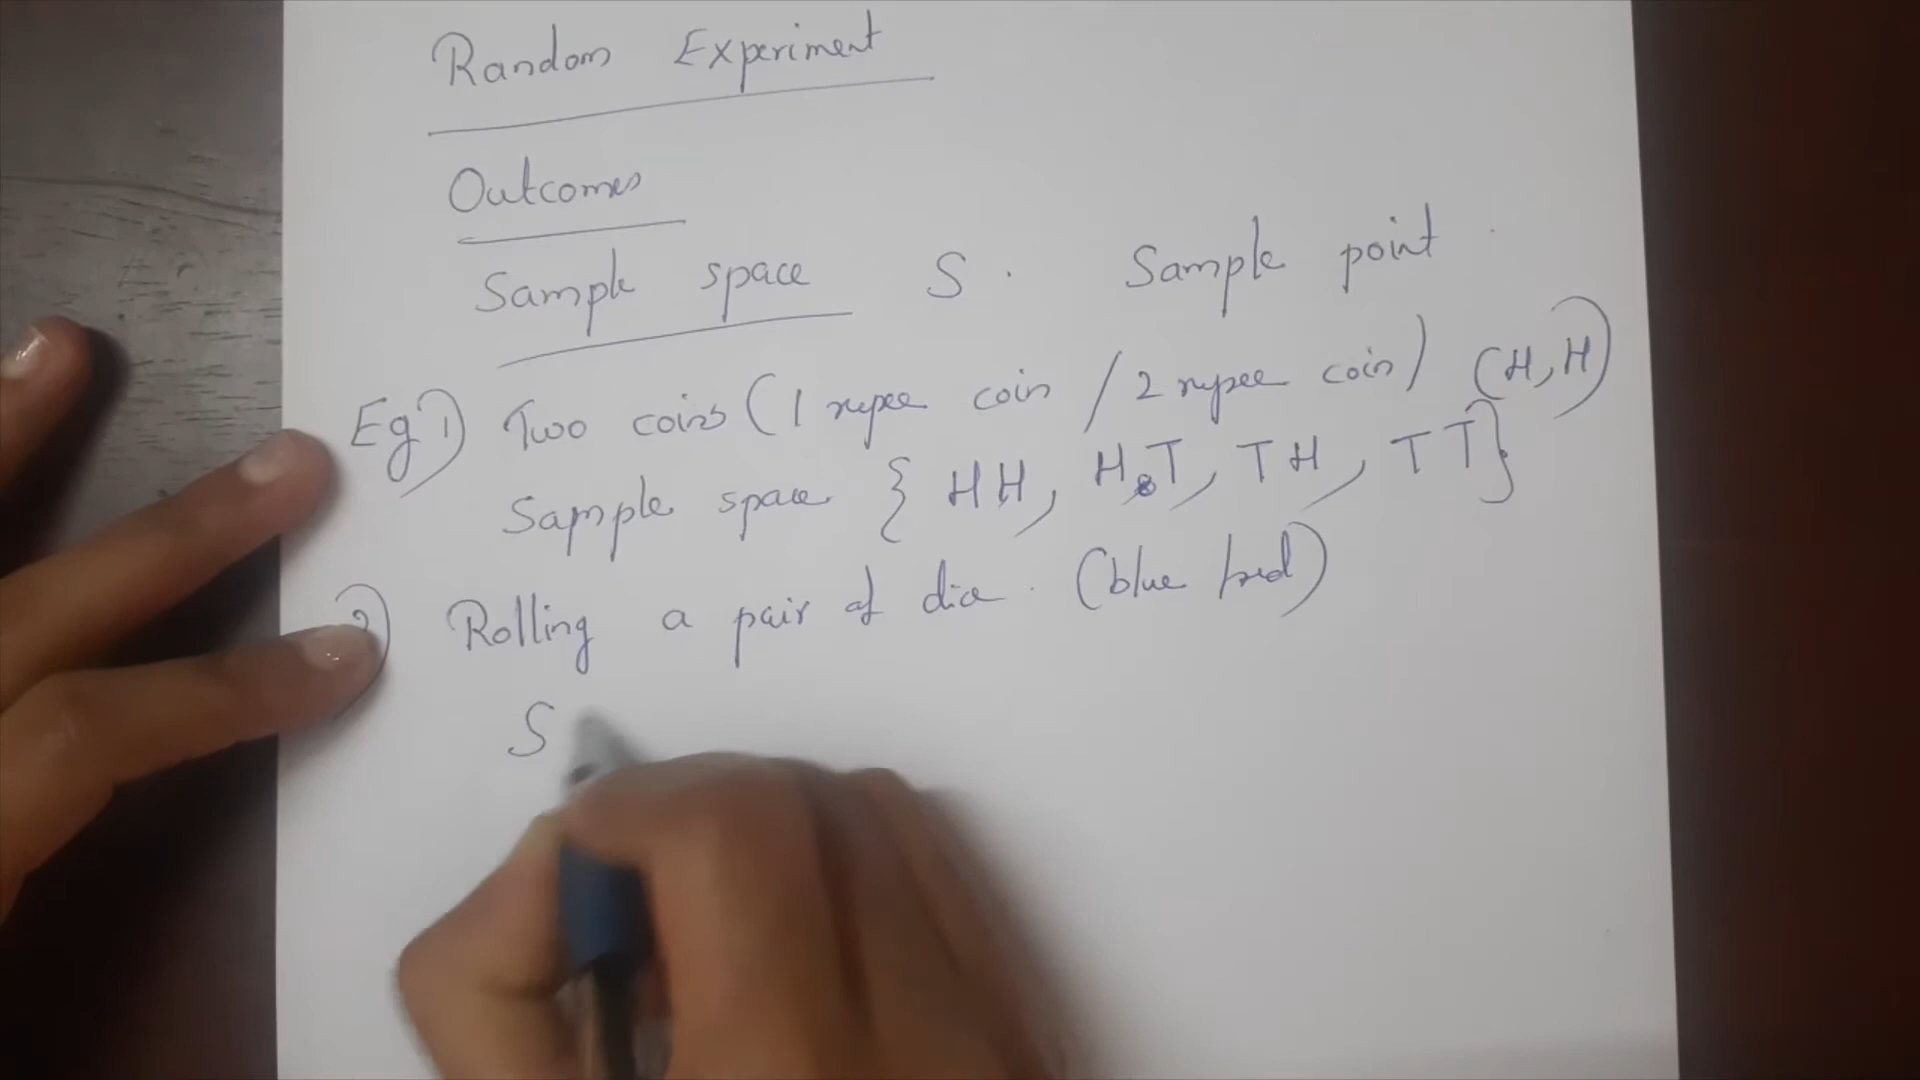 Random Experiment
Outcomes
Sample space S . Sample point .
Eg 1) Two coins (1 rupee coin / 2 rupee coin) (H,H)
Sample space { HH, HT, TH, TT}
2) Rolling a pair of dice . (blue / red)
S